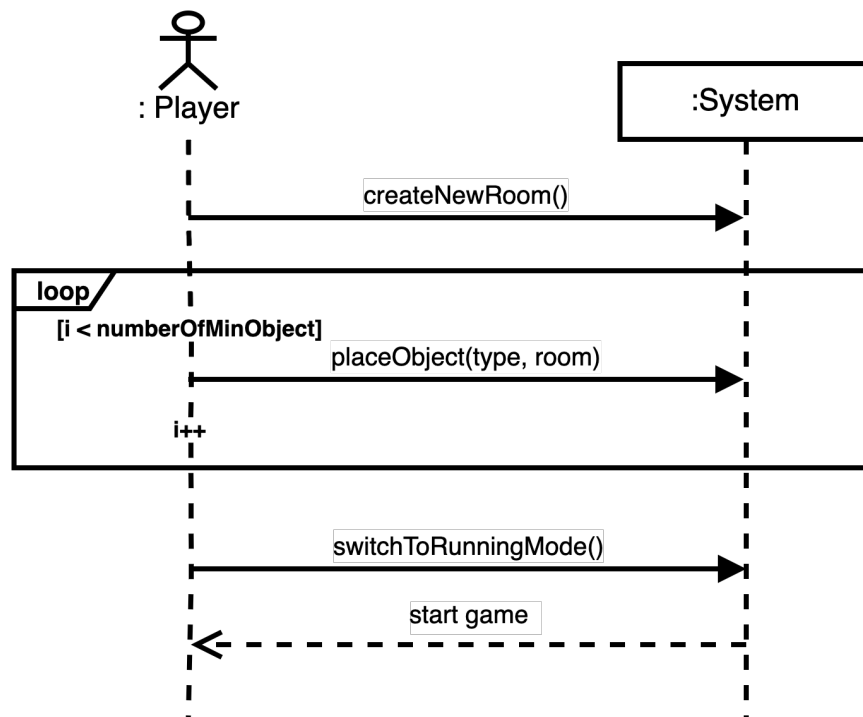 : Player
:System
createNewRoom()
loop
[i < numberOfMinObject]
placeObject(type, room)
i++
switchToRunningMode()
start game